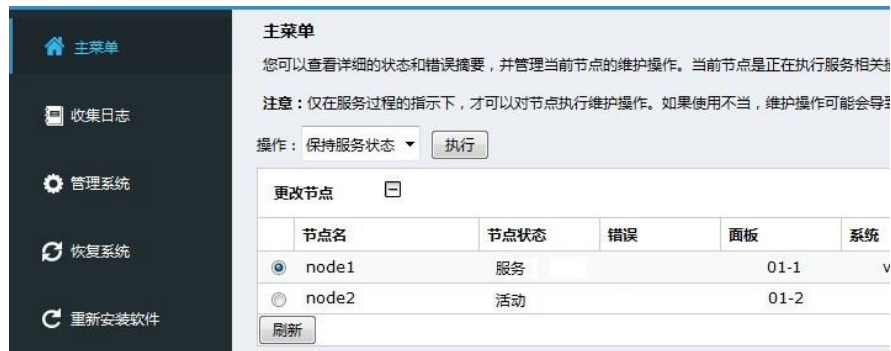 主菜单
收集日志
管理系统
恢复系统
重新安装软件
主菜单
您可以查看详细的状态和错误摘要，并管理当前节点的维护操作。当前节点是正在执行服务相关
注意：仅在服务过程的指示下，才可以对节点执行维护操作。如果使用不当，维护操作可能会导
操作： 保持服务状态 执行
更改节点
节点名 节点状态 错误 面板 系统
node1 服务 01-1
node2 活动 01-2
刷新